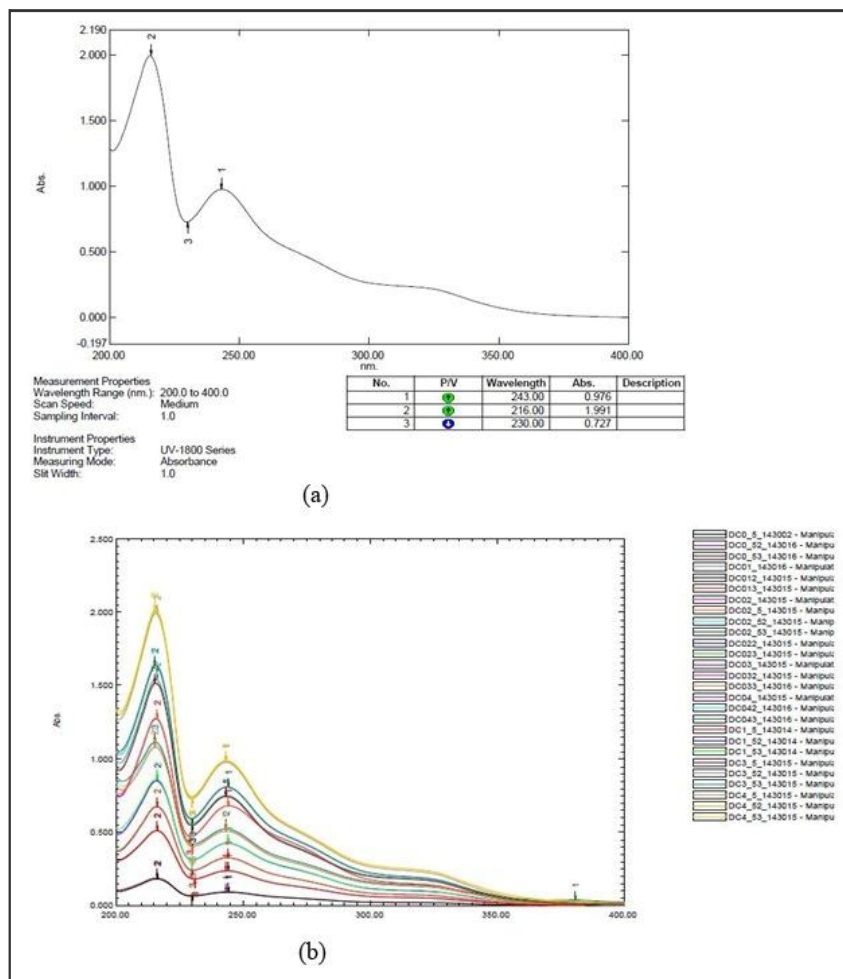 2.190
2
2.000
1.500
1
1.000
Abs.
3
0.500
0.000
-0.197
200.00 250.00 300.00 350.00 400.00
nm.
Measurement Properties
Wavelength Range (nm.): 200.0 to 400.0
Scan Speed: Medium
Sampling Interval: 1.0
Instrument Properties
Instrument Type: UV-1800 Series
Measuring Mode: Absorbance
Slit Width: 1.0
No. P/V Wavelength Abs. Description
1 243.00 0.976
2 216.00 1.991
3 230.00 0.727
(a)
2.500
2.000
1.500
Abs.
1.000
0.500
0.000
200.00 250.00 300.00 350.00 400.00
DC0_5_143002 - Manipula
DC0_52_143016 - Manipu
DC0_53_143016 - Manipu
DC01_143016 - Manipulat
DC012_143015 - Manipula
DC013_143015 - Manipula
DC02_143015 - Manipulat
DC02_5_143015 - Manipu
DC02_52_143015 - Manip
DC02_53_143015 - Manip
DC022_143015 - Manipula
DC023_143015 - Manipula
DC03_143015 - Manipulat
DC032_143015 - Manipula
DC033_143016 - Manipula
DC04_143015 - Manipulat
DC042_143016 - Manipula
DC043_143016 - Manipula
DC1_5_143014 - Manipula
DC1_52_143014 - Manipu
DC1_53_143014 - Manipu
DC3_5_143015 - Manipula
DC3_52_143015 - Manipu
DC3_53_143015 - Manipu
DC4_5_143015 - Manipula
DC4_52_143015 - Manipu
DC4_53_143015 - Manipu
(b)